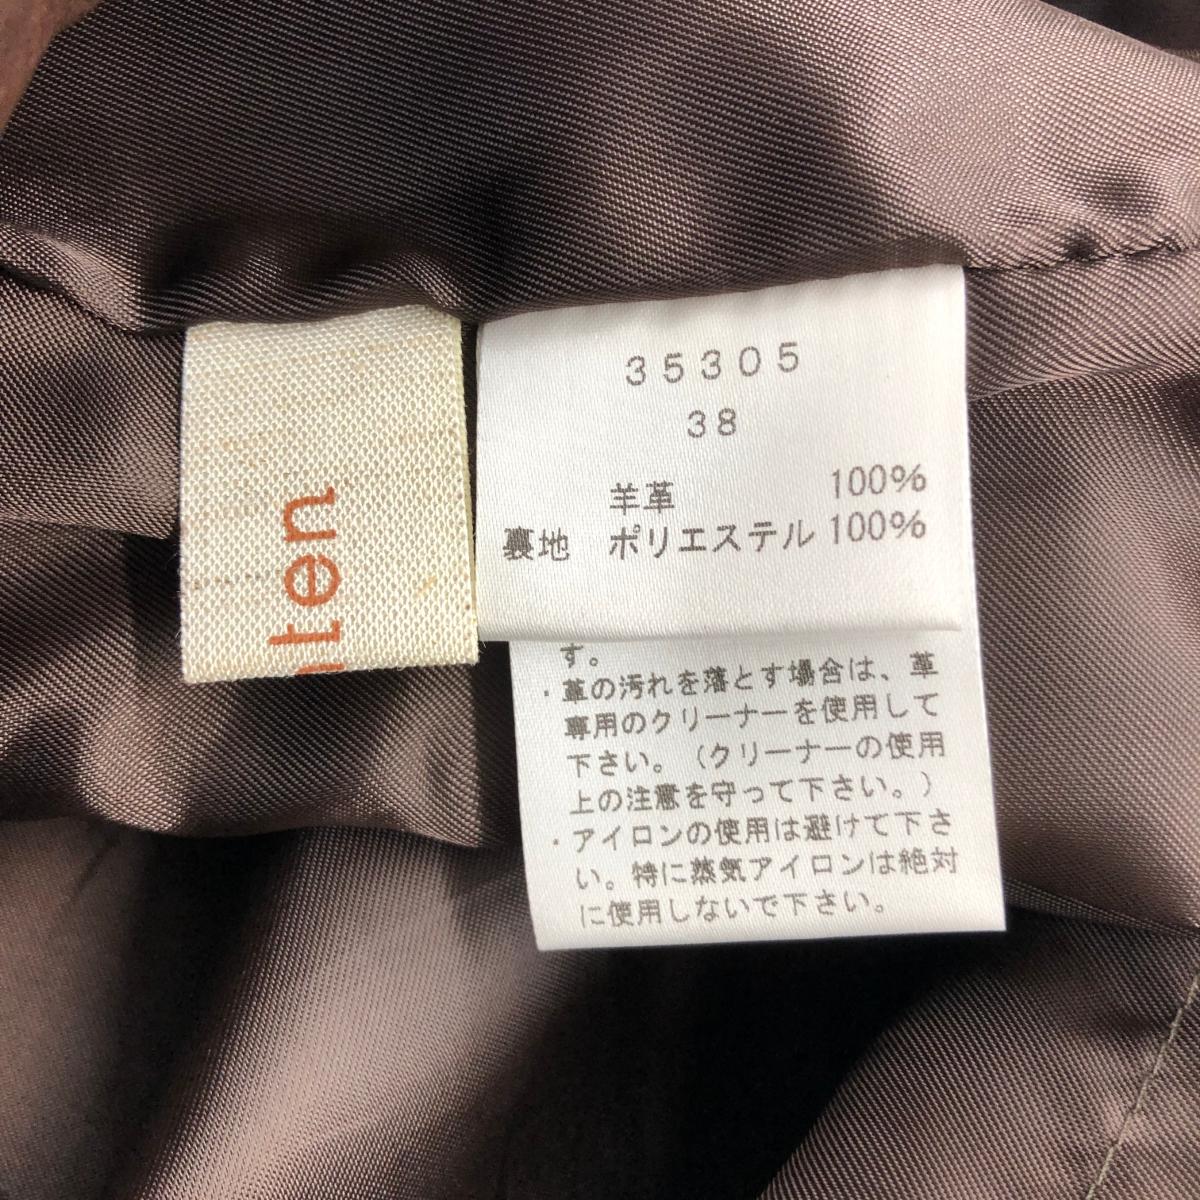 35305
38
羊革 100%
裏地 ポリエステル 100%
す。
・革の汚れを落とす場合は、革
専用のクリーナーを使用して
下さい。(クリーナーの使用
上の注意を守って下さい。)
・アイロンの使用は避けて下さ
い。特に蒸気アイロンは絶対
に使用しないで下さい。
ten